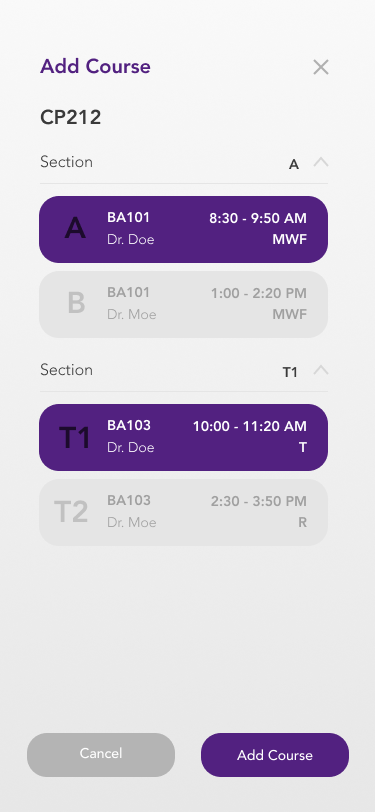 Add Course
CP212
Section A
A BA101 8:30 - 9:50 AM
Dr. Doe MWF
B BA101 1:00 - 2:20 PM
Dr. Moe MWF
Section T1
T1 BA103 10:00 - 11:20 AM
Dr. Doe T
T2 BA103 2:30 - 3:50 PM
Dr. Moe R
Cancel Add Course